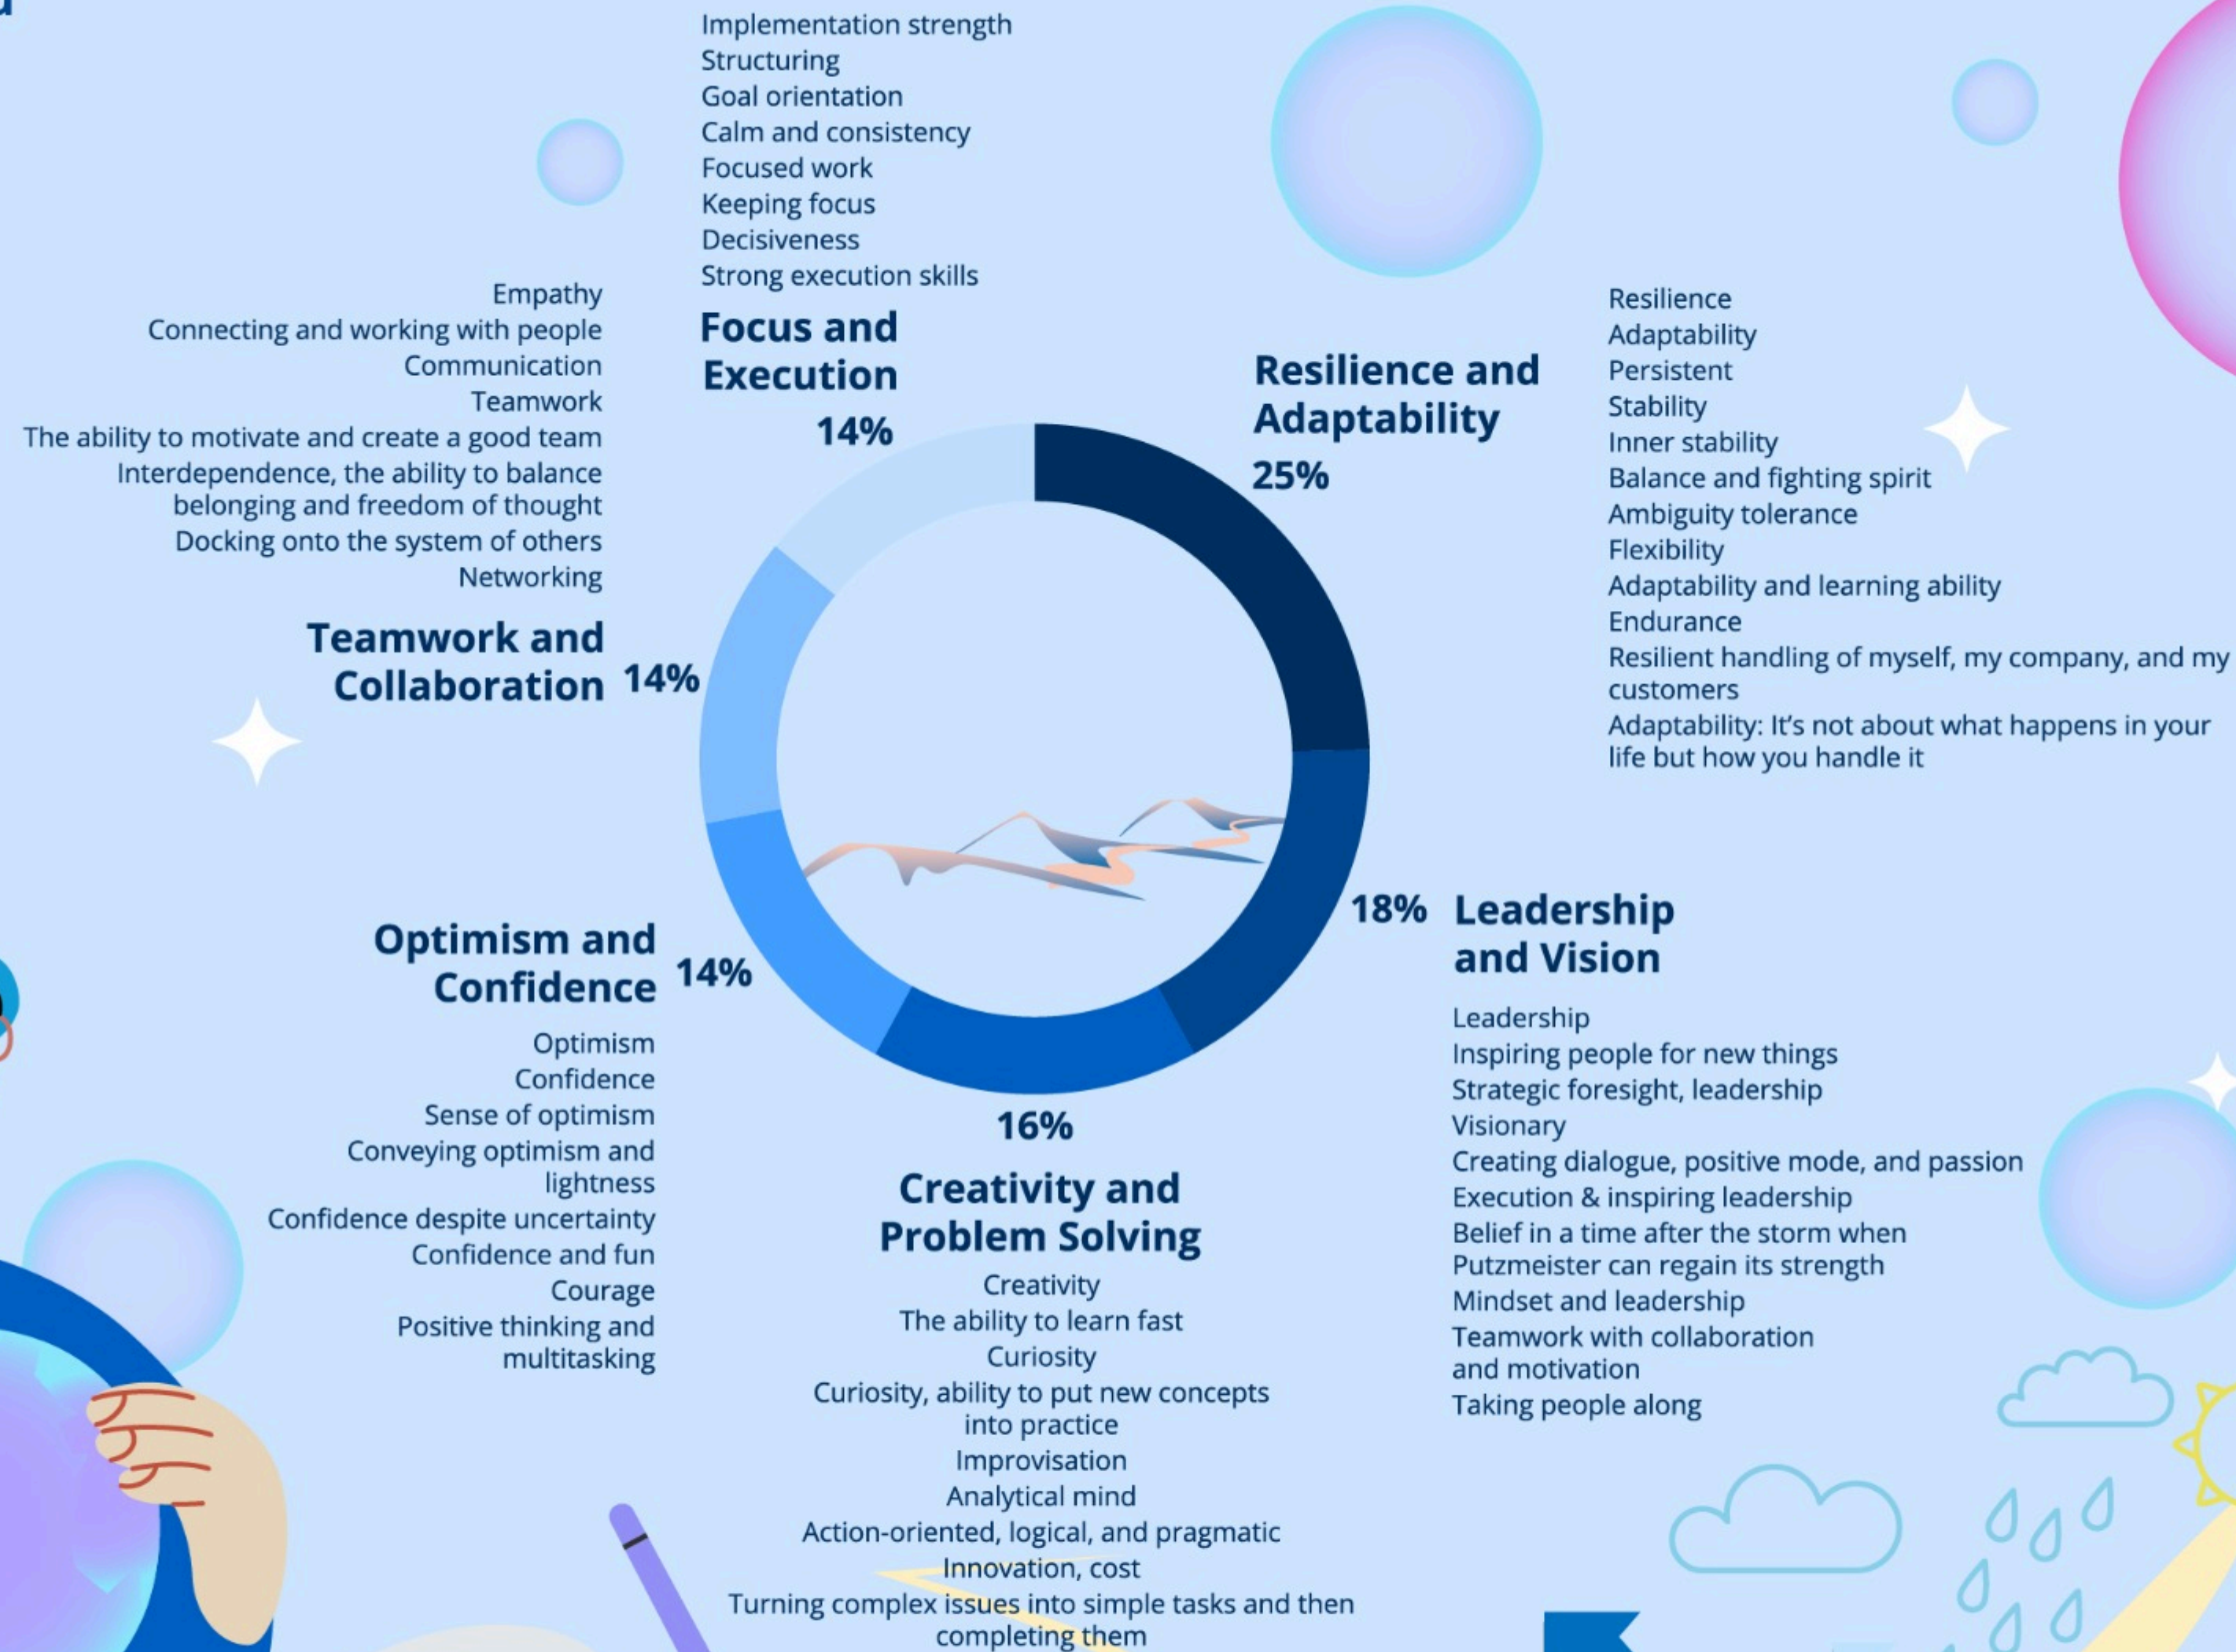 Implementation strength
Structuring
Goal orientation
Calm and consistency
Focused work
Keeping focus
Decisiveness
Strong execution skills
Focus and
Execution
14%
Resilience and
Adaptability
25%
Resilience
Adaptability
Persistent
Stability
Inner stability
Balance and fighting spirit
Ambiguity tolerance
Flexibility
Adaptability and learning ability
Endurance
Resilient handling of myself, my company, and my
customers
Adaptability: It’s not about what happens in your
life but how you handle it
Empathy
Connecting and working with people
Communication
Teamwork
The ability to motivate and create a good team
Interdependence, the ability to balance
belonging and freedom of thought
Docking onto the system of others
Networking
Teamwork and
Collaboration
14%
18%
Leadership
and Vision
Leadership
Inspiring people for new things
Strategic foresight, leadership
Visionary
Creating dialogue, positive mode, and passion
Execution & inspiring leadership
Belief in a time after the storm when
Putzmeister can regain its strength
Mindset and leadership
Teamwork with collaboration
and motivation
Taking people along
Optimism and
Confidence
14%
Optimism
Confidence
Sense of optimism
Conveying optimism and
lightness
Confidence despite uncertainty
Confidence and fun
Courage
Positive thinking and
multitasking
16%
Creativity and
Problem Solving
Creativity
The ability to learn fast
Curiosity
Curiosity, ability to put new concepts
into practice
Improvisation
Analytical mind
Action-oriented, logical, and pragmatic
Innovation, cost
Turning complex issues into simple tasks and then
completing them